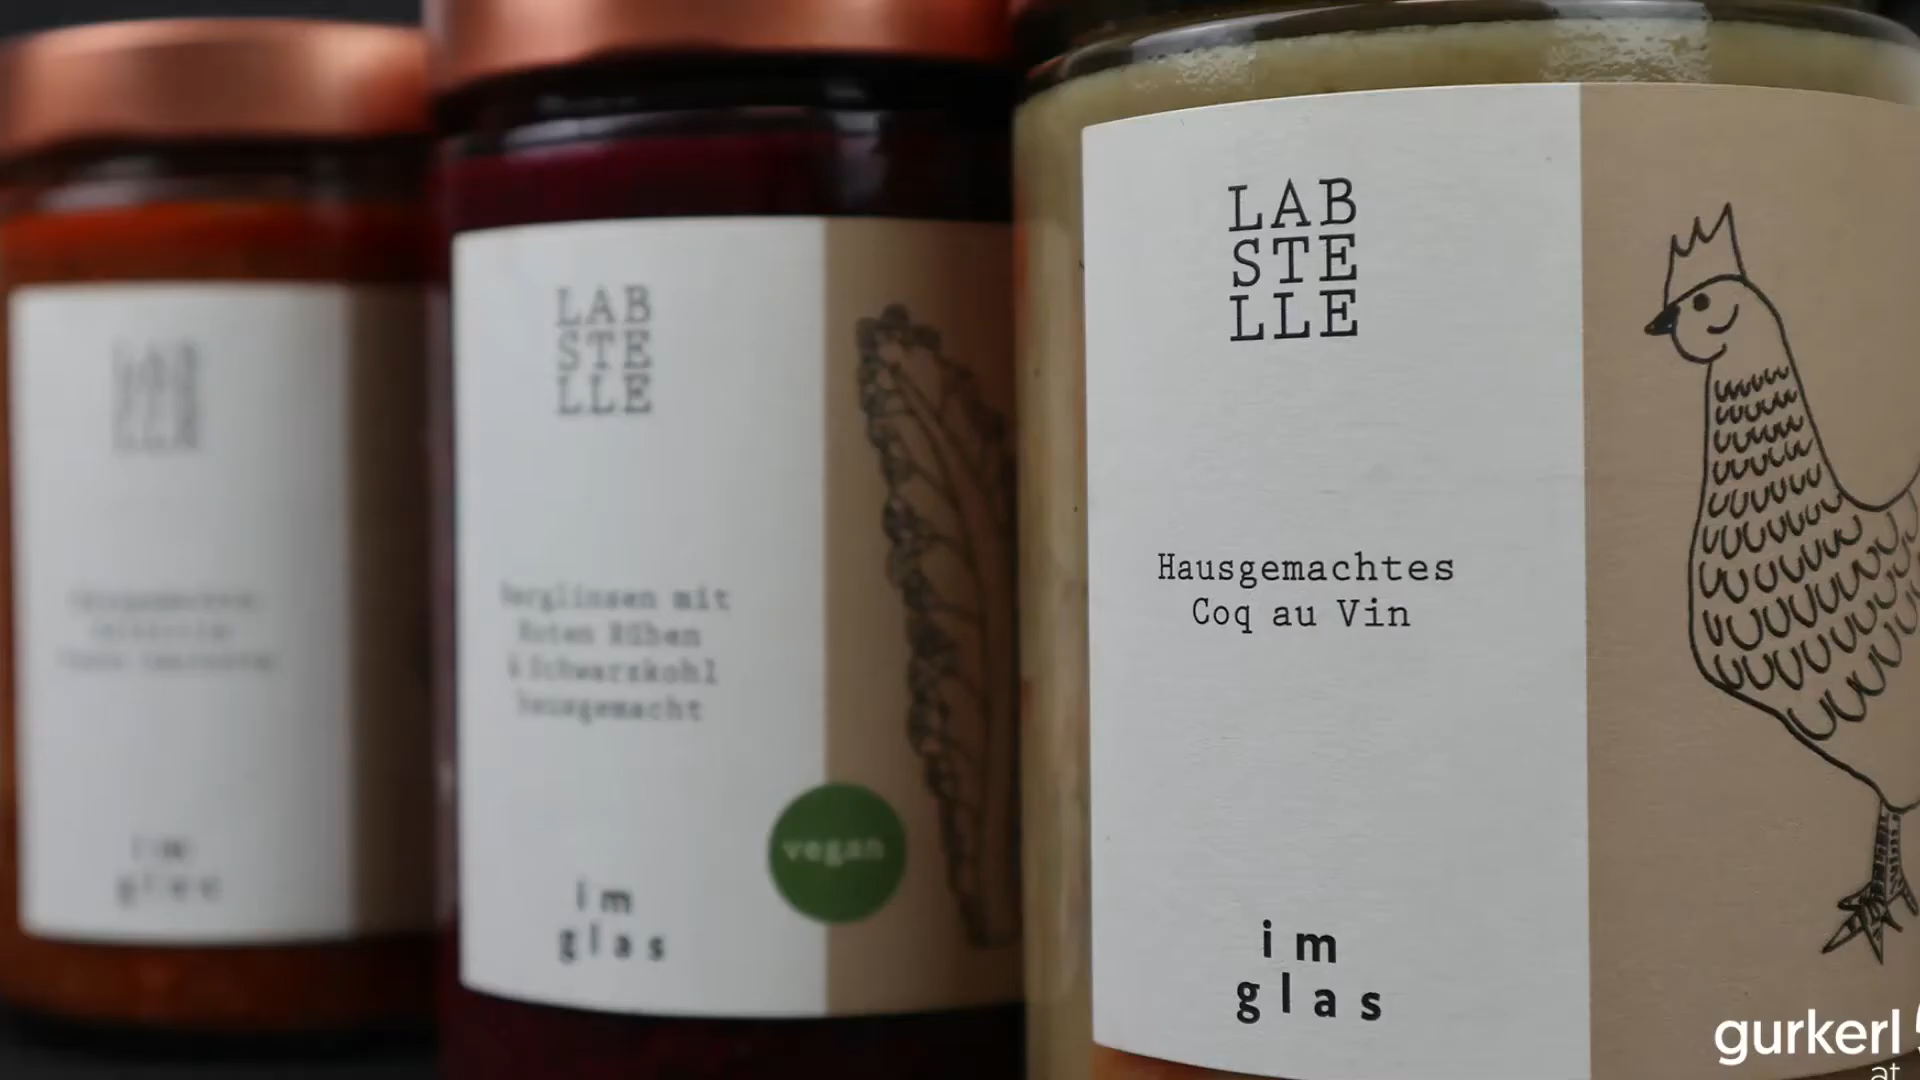 LAB
STE
LLE
Berglinsen mit
Roten Rüben
& Schwarzkohl
hausgemacht
vegan
im
glas
LAB
STE
LLE
Hausgemachtes
Coq au Vin
im
glas
gurkerl
at